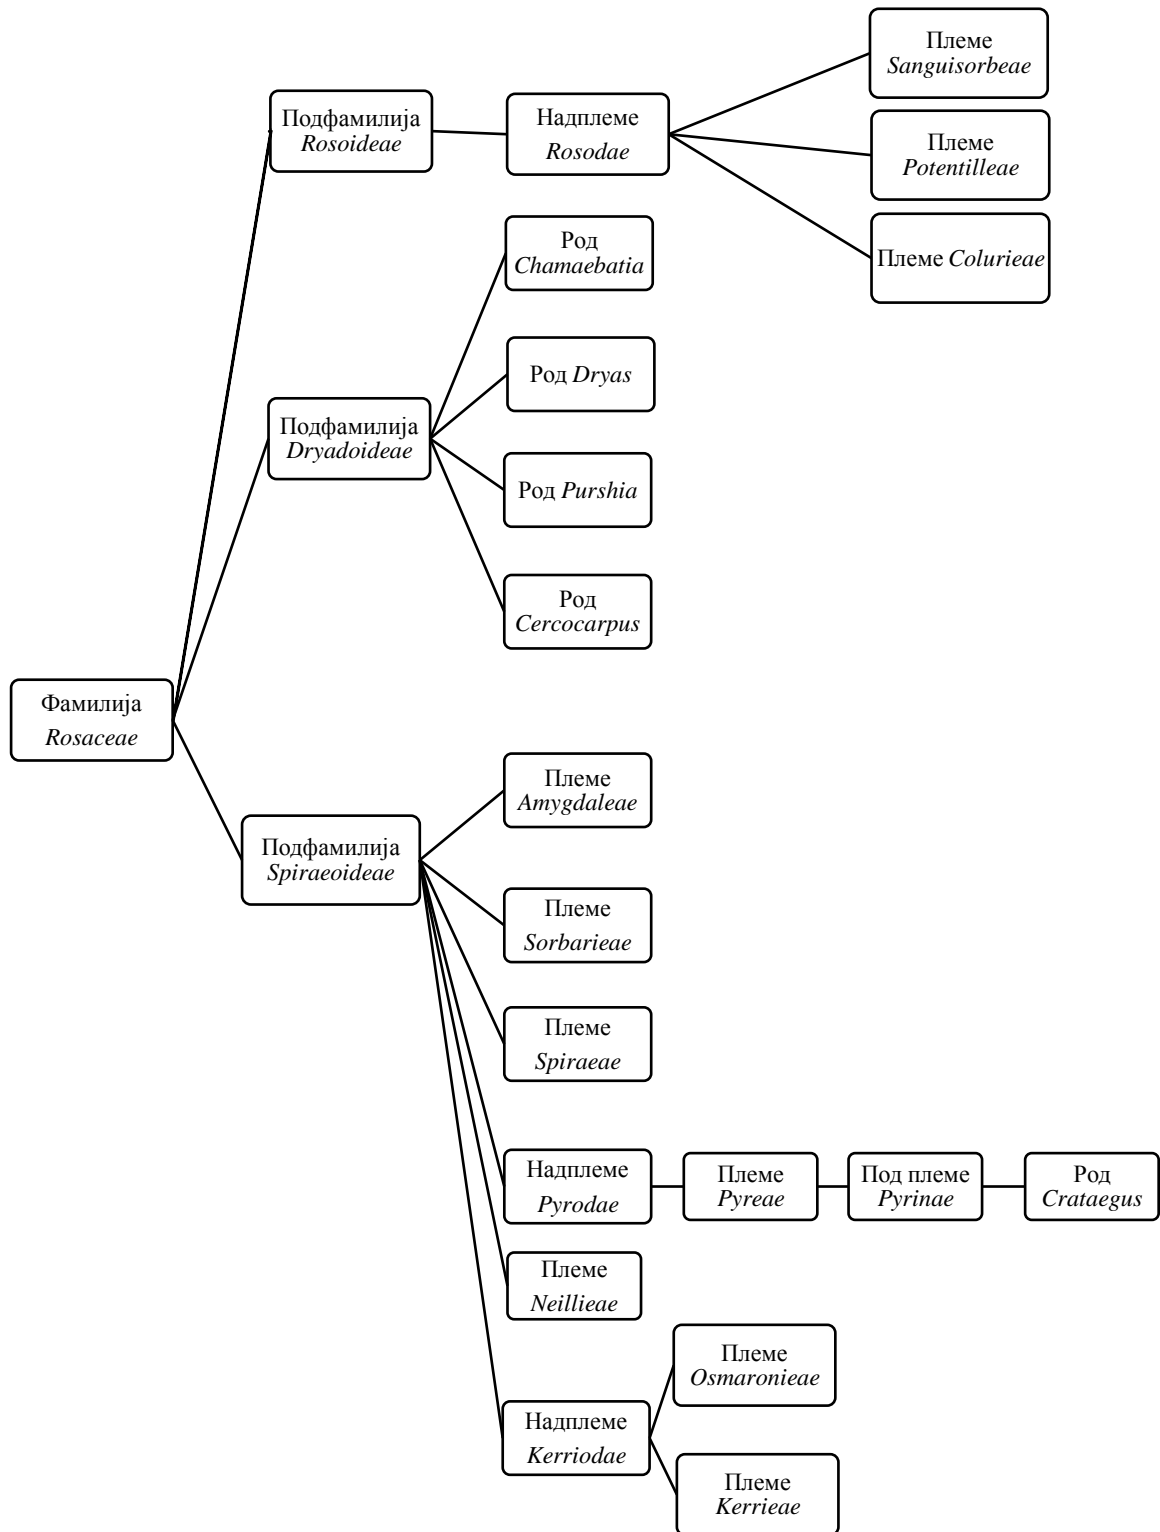 Племе
Sanguisorbeae
Подфамилија
Rosoideae
Надплеме
Rosodae
Племе
Potentilleae
Племе Colurieae
Род
Chamaebatia
Род Dryas
Подфамилија
Dryadoideae
Род Purshia
Род
Cercocarpus
Фамилија
Rosaceae
Племе
Amygdaleae
Подфамилија
Spiraeoideae
Племе
Sorbarieae
Племе
Spiraeae
Надплеме
Pyrodae
Племе
Pyreae
Под племе
Pyrinae
Род
Crataegus
Племе
Neillieae
Племе
Osmaronieae
Надплеме
Kerriodae
Племе
Kerrieae